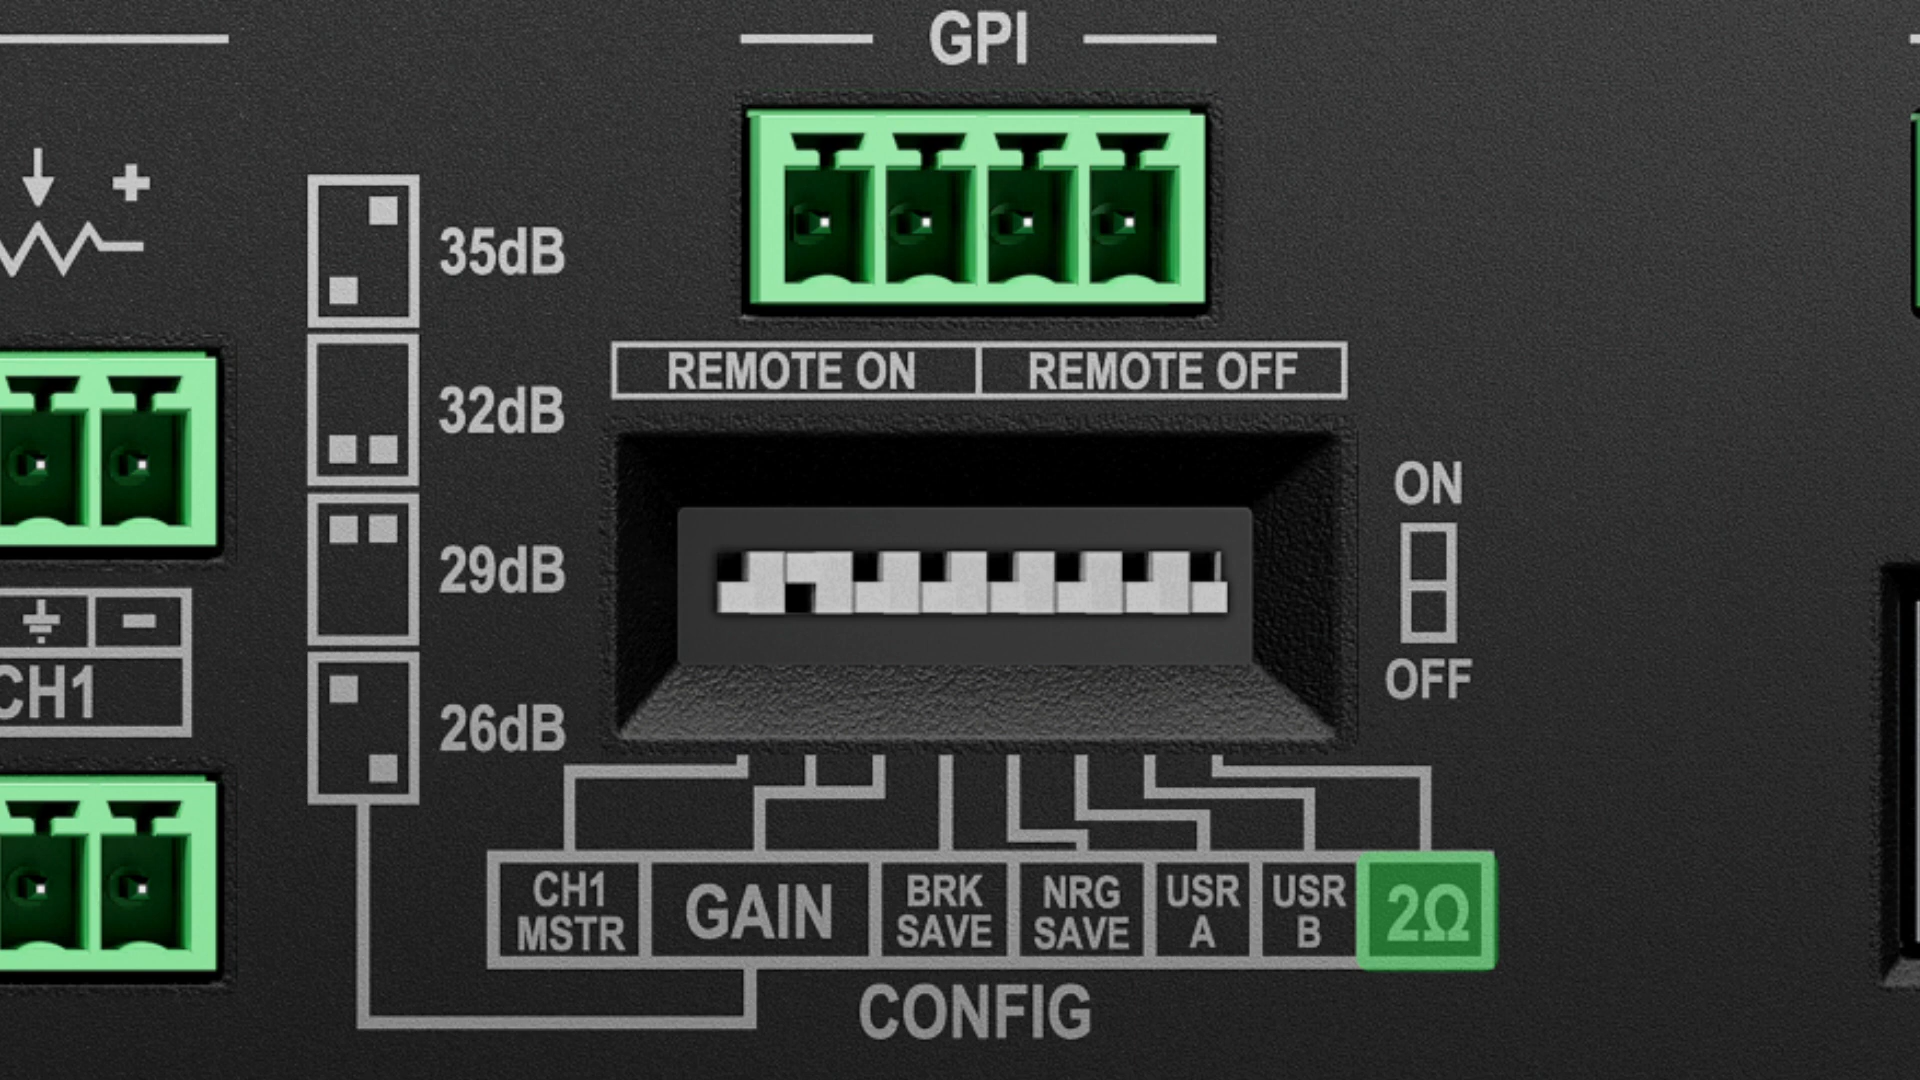 GPI
+
35dB
REMOTE ON
REMOTE OFF
32dB
ON
29dB
OFF
-
CH1
26dB
CH1
MSTR
GAIN
BRK
SAVE
NRG
SAVE
USR
A
USR
B
2Ω
CONFIG